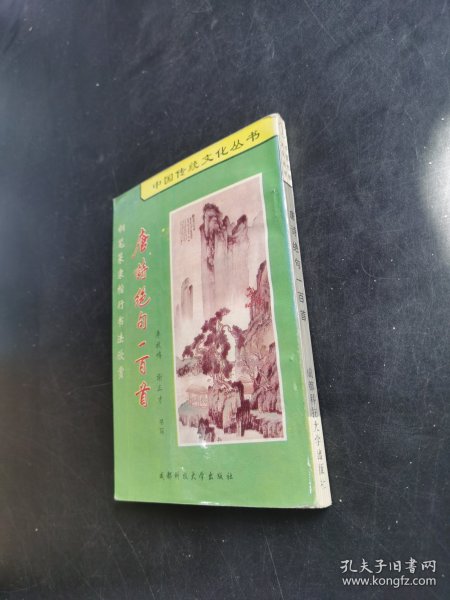 中国传统文化丛书
唐诗绝句一百首
钢笔篆隶楷行书法欣赏
书写
成都科技大学出版社
唐诗绝句一百首
成都科技大学出版社
孔夫子旧书网
www.kongfz.com